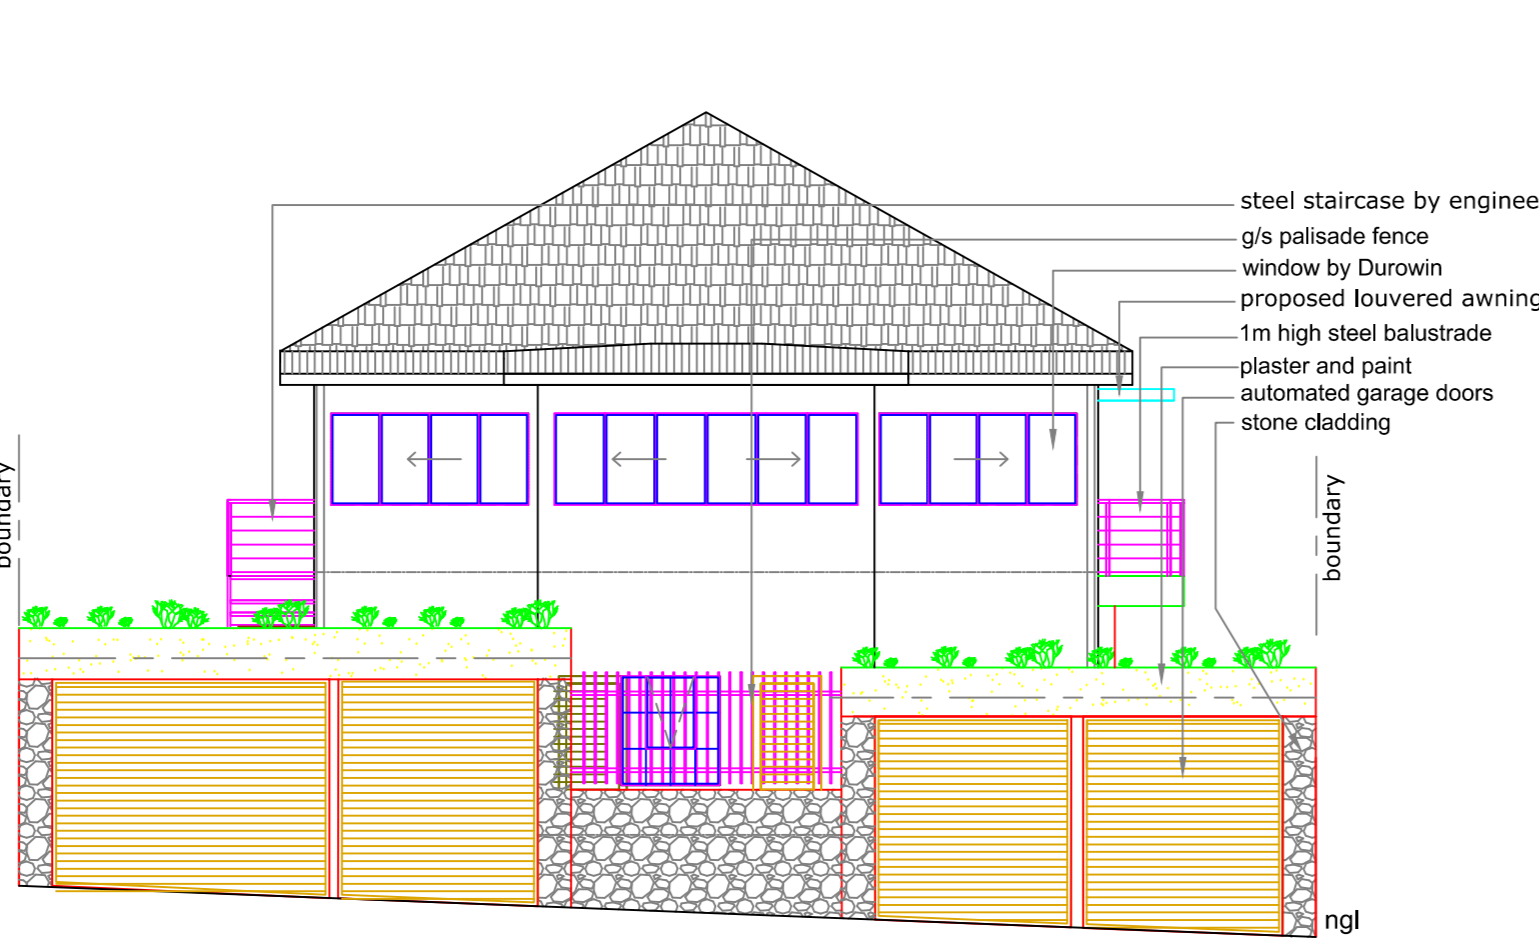 steel staircase by enginee
g/s palisade fence
window by Durowin
proposed louvered awning
1m high steel balustrade
plaster and paint
automated garage doors
stone cladding
boundary
boundary
ngl